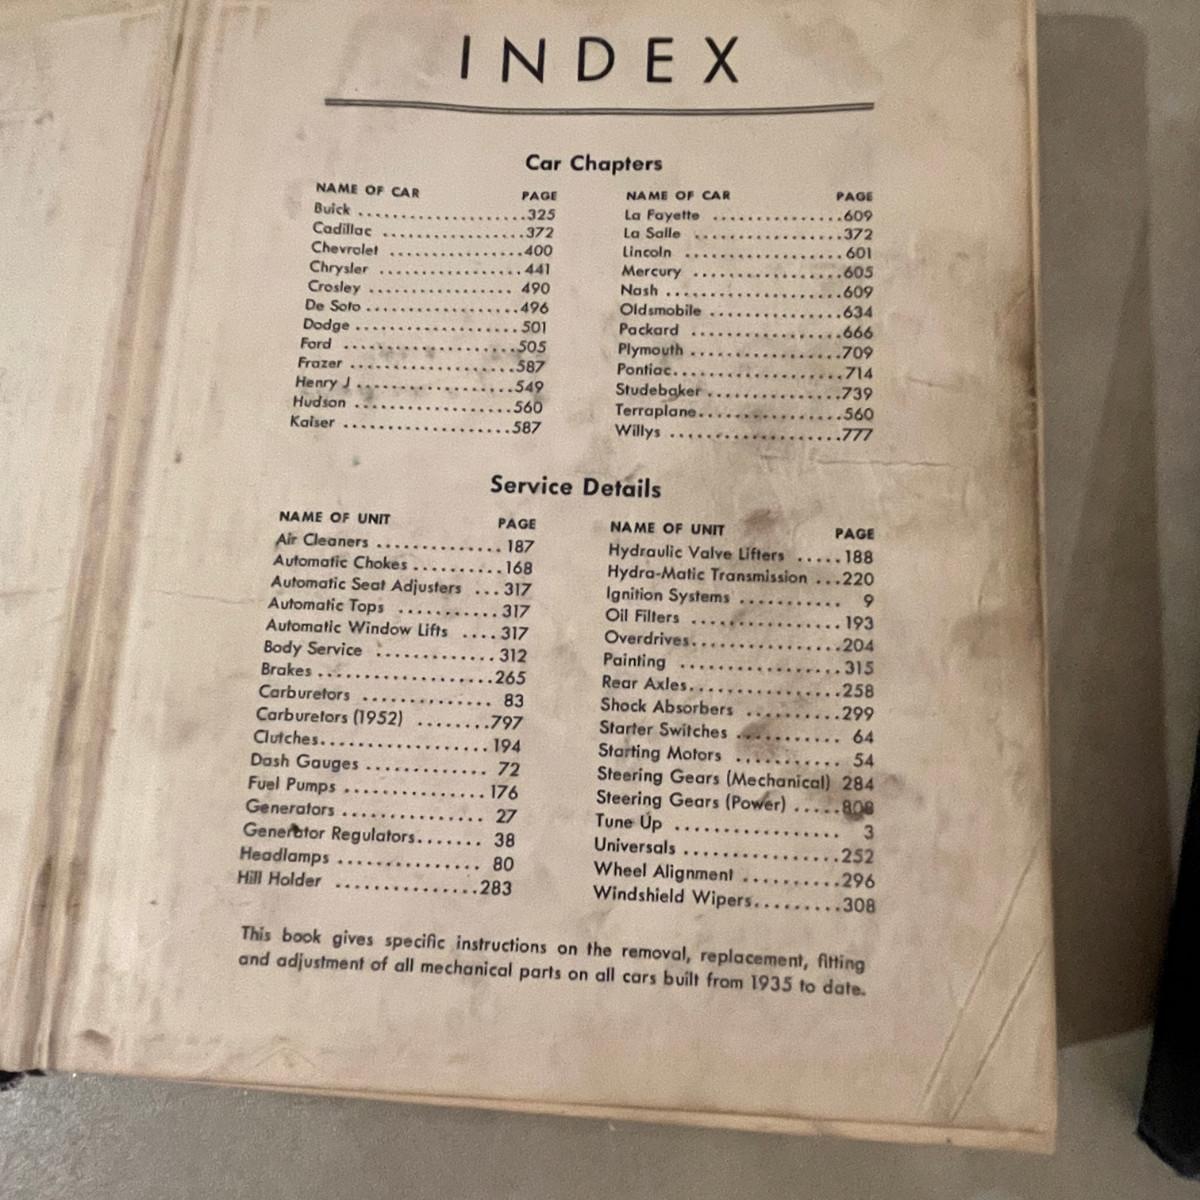 INDEX
Car Chapters
NAME OF CAR PAGE
Buick ....................325
Cadillac .................372
Chevrolet ................400
Chrysler .................441
Crosley ................. 490
De Soto ..................496
Dodge ....................501
Ford .....................505
Frazer ...................587
Henry J ..................549
Hudson ...................560
Kaiser ...................587
NAME OF CAR PAGE
La Fayette ...............609
La Salle .................372
Lincoln ..................601
Mercury ..................605
Nash .....................609
Oldsmobile ...............634
Packard ..................666
Plymouth .................709
Pontiac...................714
Studebaker ...............739
Terraplane................560
Willys ...................777
Service Details
NAME OF UNIT PAGE
Air Cleaners .............187
Automatic Chokes ..........168
Automatic Seat Adjusters ...317
Automatic Tops ...........317
Automatic Window Lifts ....317
Body Service .............312
Brakes ...................265
Carburetors .............. 83
Carburetors (1952) ........797
Clutches..................194
Dash Gauges .............. 72
Fuel Pumps ...............176
Generators ............... 27
Generator Regulators....... 38
Headlamps ................ 80
Hill Holder ...............283
NAME OF UNIT PAGE
Hydraulic Valve Lifters .....188
Hydra-Matic Transmission ...220
Ignition Systems ........... 9
Oil Filters ...............193
Overdrives................204
Painting .................315
Rear Axles................258
Shock Absorbers ..........299
Starter Switches ........... 64
Starting Motors ........... 54
Steering Gears (Mechanical) 284
Steering Gears (Power) .....808
Tune Up ................. 3
Universals ................252
Wheel Alignment ..........296
Windshield Wipers.........308
This book gives specific instructions on the removal, replacement, fitting
and adjustment of all mechanical parts on all cars built from 1935 to date.